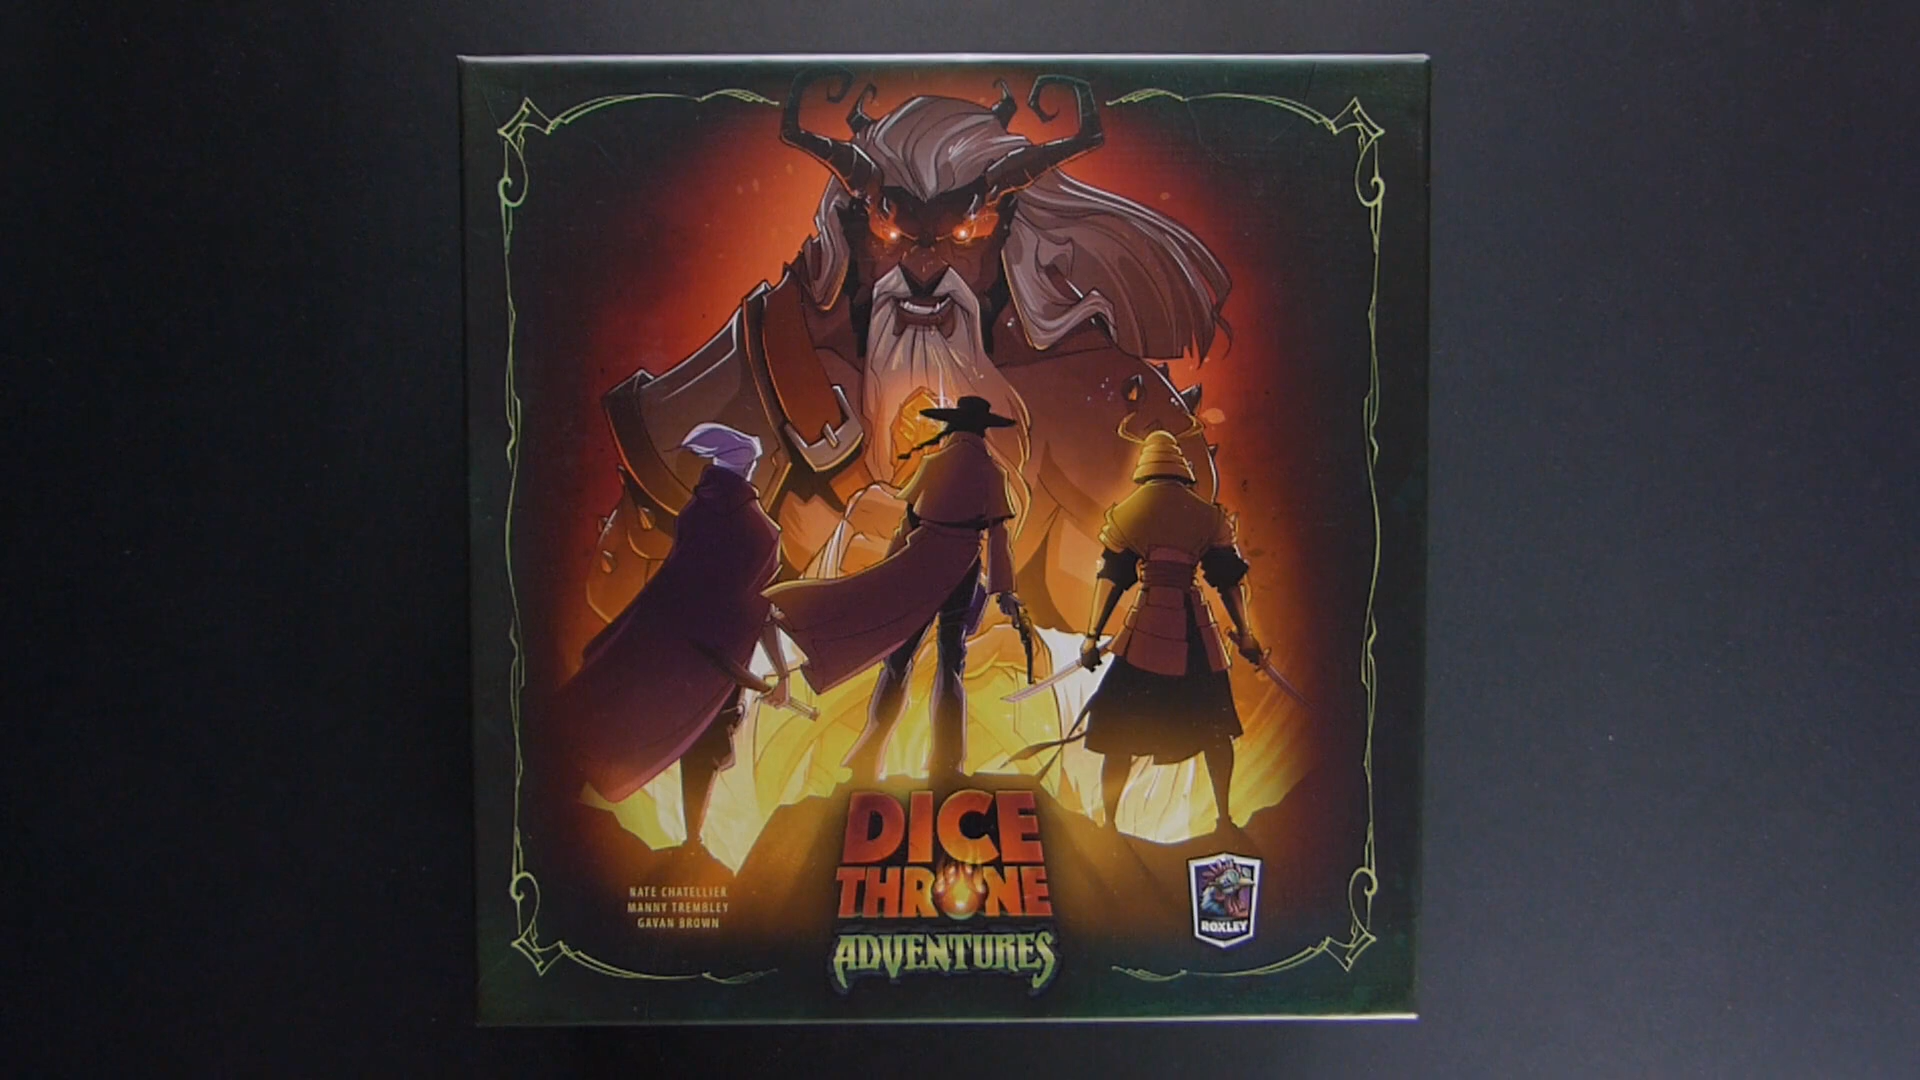 DICE
THRONE
ADVENTURES
NATE CHATELLIER
MANNY TREMBLEY
GAVAN BROWN
ROXLEY